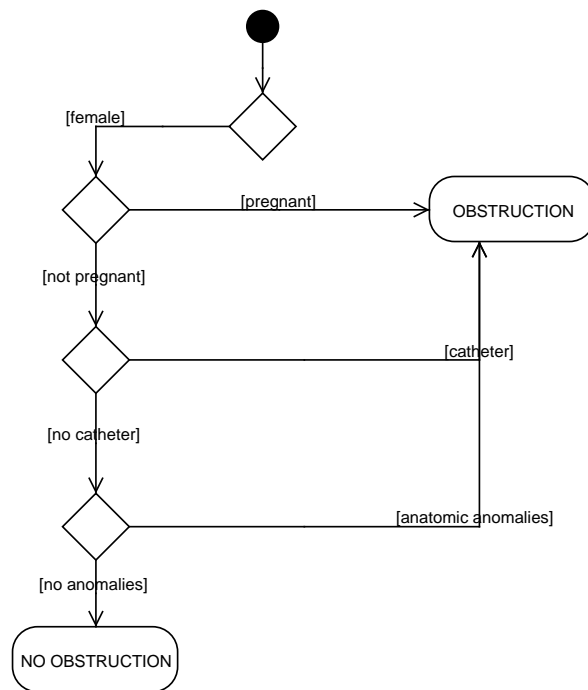 [female]
[pregnant]
OBSTRUCTION
[not pregnant]
[catheter]
[no catheter]
[anatomic anomalies]
[no anomalies]
NO OBSTRUCTION